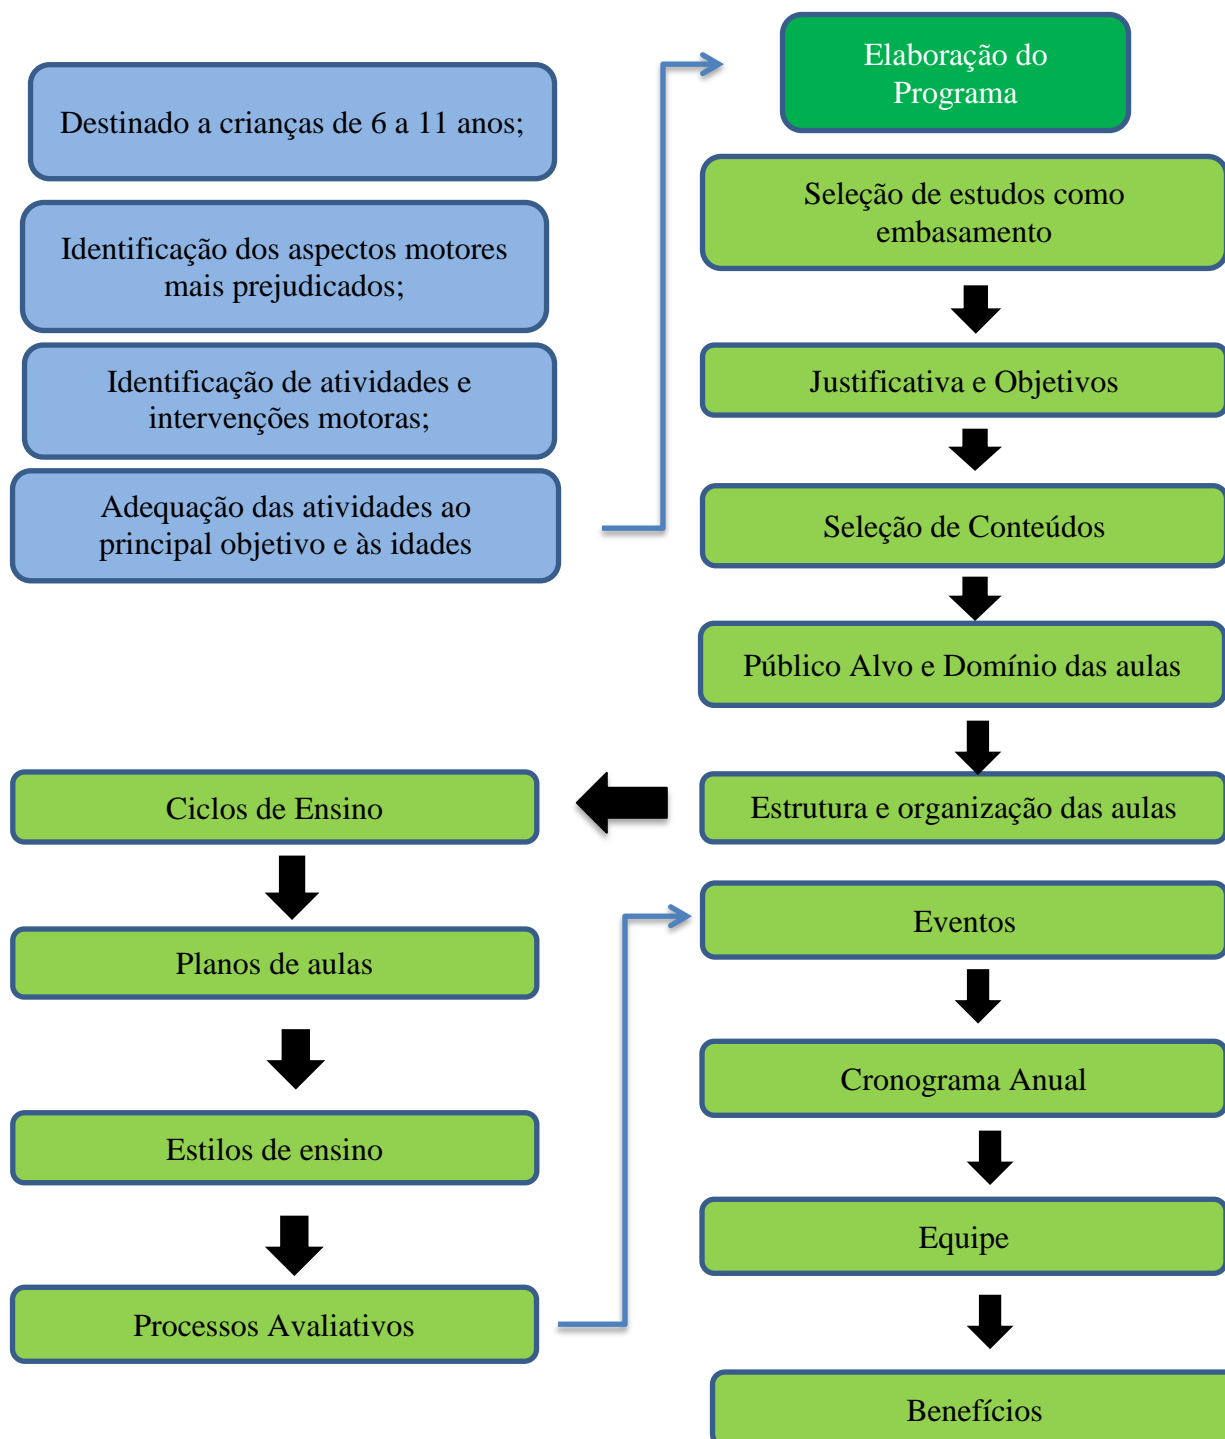 Destinado a crianças de 6 a 11 anos;
Identificação dos aspectos motores
mais prejudicados;
Identificação de atividades e
intervenções motoras;
Adequação das atividades ao
principal objetivo e às idades
Elaboração do
Programa
Seleção de estudos como
embasamento
Justificativa e Objetivos
Seleção de Conteúdos
Público Alvo e Domínio das aulas
Estrutura e organização das aulas
Ciclos de Ensino
Planos de aulas
Estilos de ensino
Processos Avaliativos
Eventos
Cronograma Anual
Equipe
Benefícios